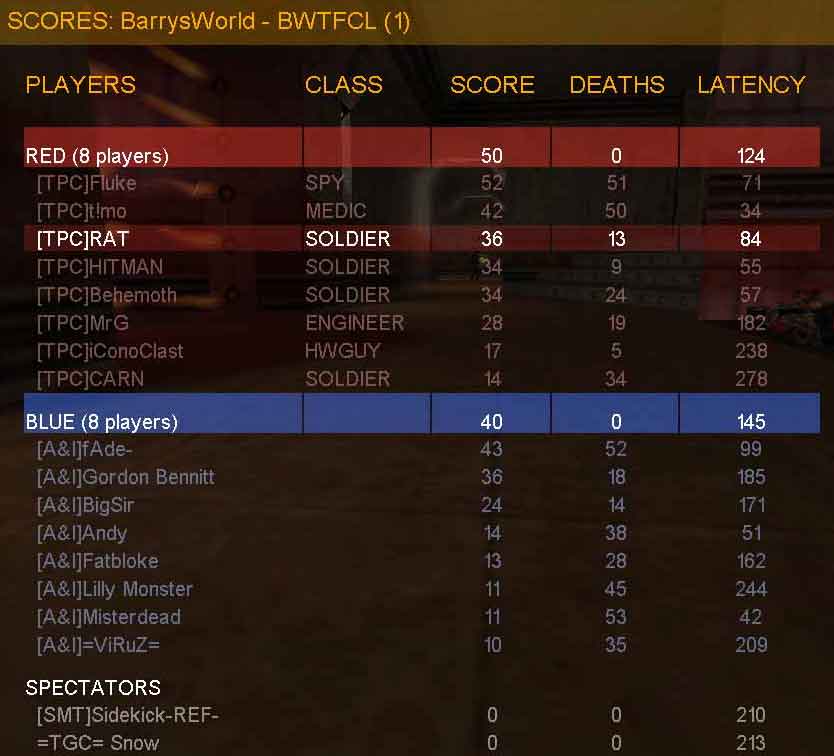 SCORES: BarrysWorld - BWTFCL (1)
PLAYERS CLASS SCORE DEATHS LATENCY
RED (8 players) 50 0 124
[TPC]Fluke SPY 52 51 71
[TPC]t!mo MEDIC 42 50 34
[TPC]RAT SOLDIER 36 13 84
[TPC]HITMAN SOLDIER 34 9 55
[TPC]Behemoth SOLDIER 34 24 57
[TPC]MrG ENGINEER 28 19 182
[TPC]iConoClast HWGUY 17 5 238
[TPC]CARN SOLDIER 14 34 278
BLUE (8 players) 40 0 145
[A&I]fAde- 43 52 99
[A&I]Gordon Bennitt 36 18 185
[A&I]BigSir 24 14 171
[A&I]Andy 14 38 51
[A&I]Fatbloke 13 28 162
[A&I]Lilly Monster 11 45 244
[A&I]Misterdead 11 53 42
[A&I]=ViRuZ= 10 35 209
SPECTATORS
[SMT]Sidekick-REF- 0 0 210
=TGC= Snow 0 0 213